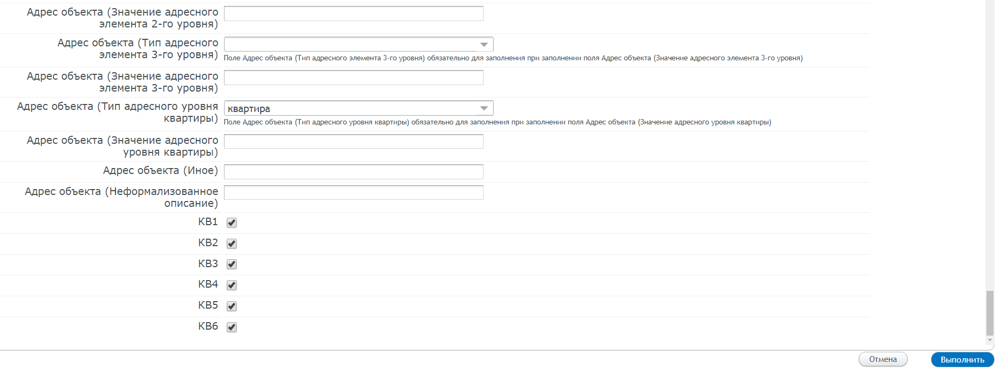 Адрес объекта (Значение адресного
элемента 2-го уровня)
Адрес объекта (Тип адресного
элемента 3-го уровня)
Поле Адрес объекта (Тип адресного элемента 3-го уровня) обязательно для заполнения при заполнении поля Адрес объекта (Значение адресного элемента 3-го уровня)
Адрес объекта (Значение адресного
элемента 3-го уровня)
Адрес объекта (Тип адресного уровня
квартиры)
квартира
Поле Адрес объекта (Тип адресного уровня квартиры) обязательно для заполнения при заполнении поля Адрес объекта (Значение адресного уровня квартиры)
Адрес объекта (Значение адресного
уровня квартиры)
Адрес объекта (Иное)
Адрес объекта (Неформализованное
описание)
КВ1
КВ2
КВ3
КВ4
КВ5
КВ6
Отмена
Выполнить